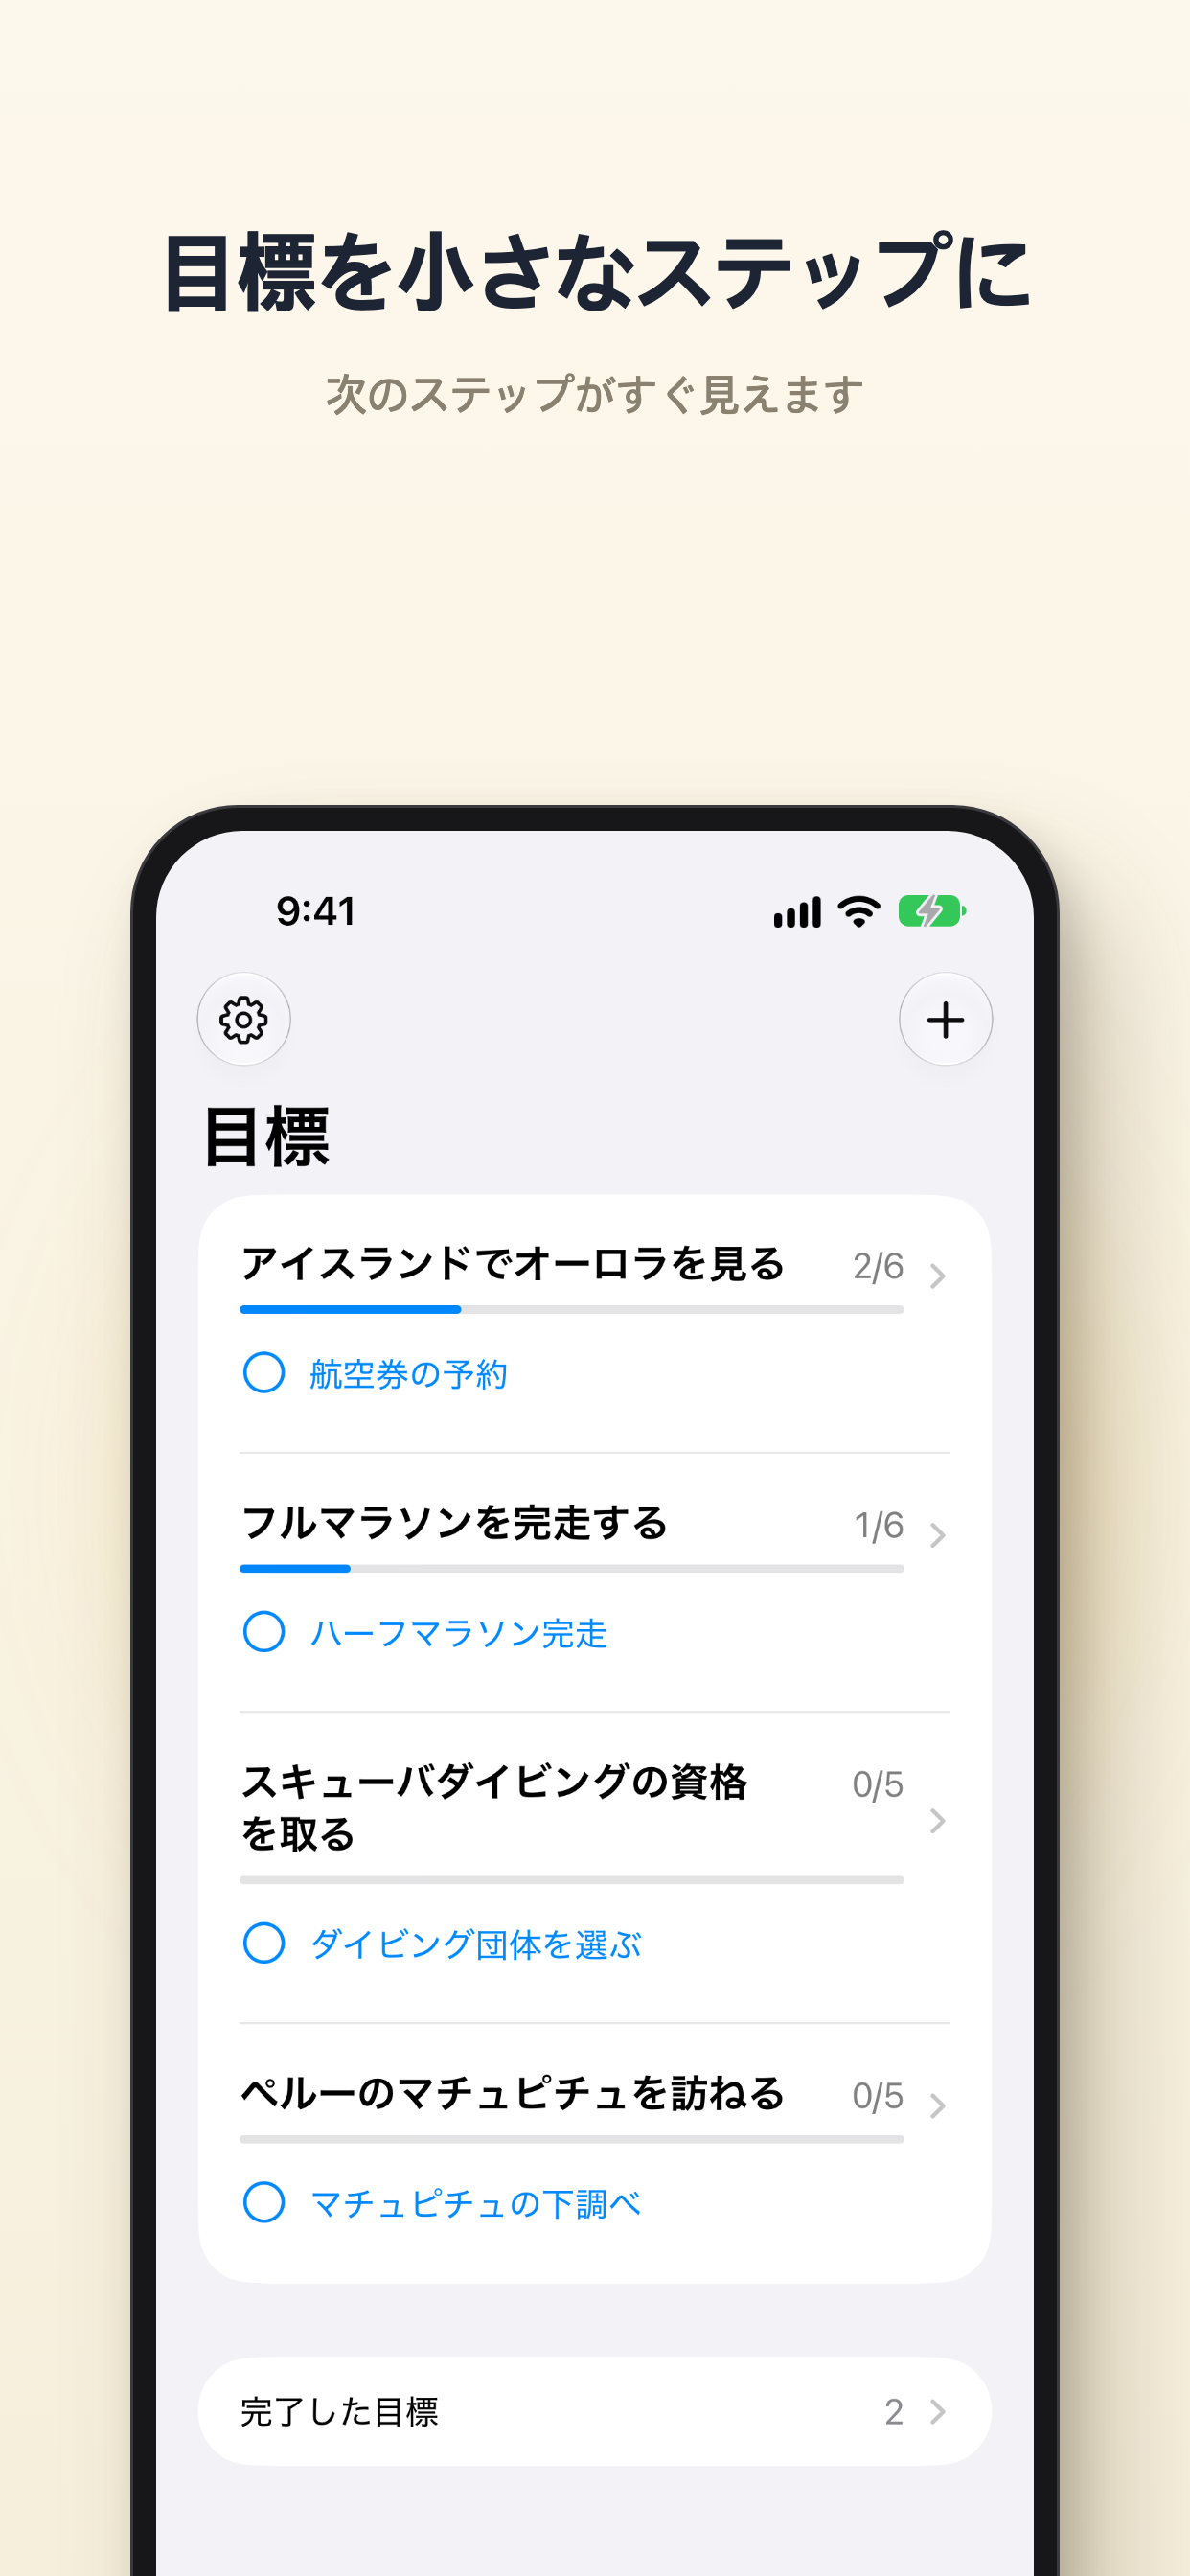 目標を小さなステップに
次のステップがすぐ見えます
9:41
目標
アイスランドでオーロラを見る 2/6
航空券の予約
フルマラソンを完走する 1/6
ハーフマラソン完走
スキューバダイビングの資格 0/5
を取る
ダイビング団体を選ぶ
ペルーのマチュピチュを訪ねる 0/5
マチュピチュの下調べ
完了した目標 2